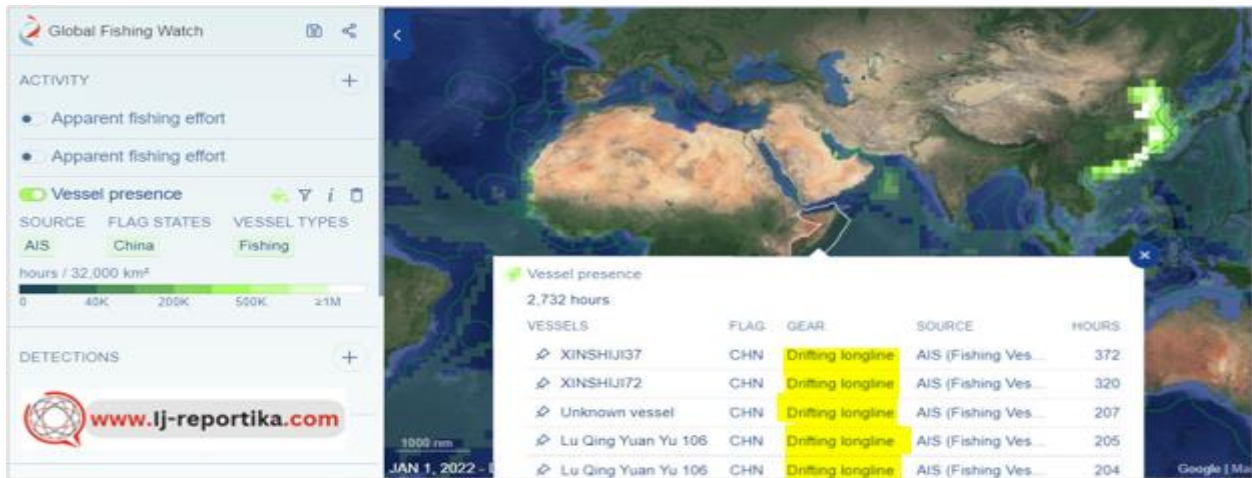 Global Fishing Watch
ACTIVITY
Apparent fishing effort
Apparent fishing effort
Vessel presence
SOURCE FLAG STATES VESSEL TYPES
AIS China Fishing
hours / 32,000 km²
0 40K 200K 500K ≥1M
DETECTIONS
www.lj-reportika.com
Vessel presence
2,732 hours
VESSELS FLAG GEAR SOURCE HOURS
XINSHIJI37 CHN Drifting longline AIS (Fishing Ves... 372
XINSHIJI72 CHN Drifting longline AIS (Fishing Ves... 320
Unknown vessel CHN Drifting longline AIS (Fishing Ves... 207
Lu Qing Yuan Yu 106 CHN Drifting longline AIS (Fishing Ves... 205
Lu Qing Yuan Yu 106 CHN Drifting longline AIS (Fishing Ves... 204
1000 nm
JAN 1, 2022 -
Google